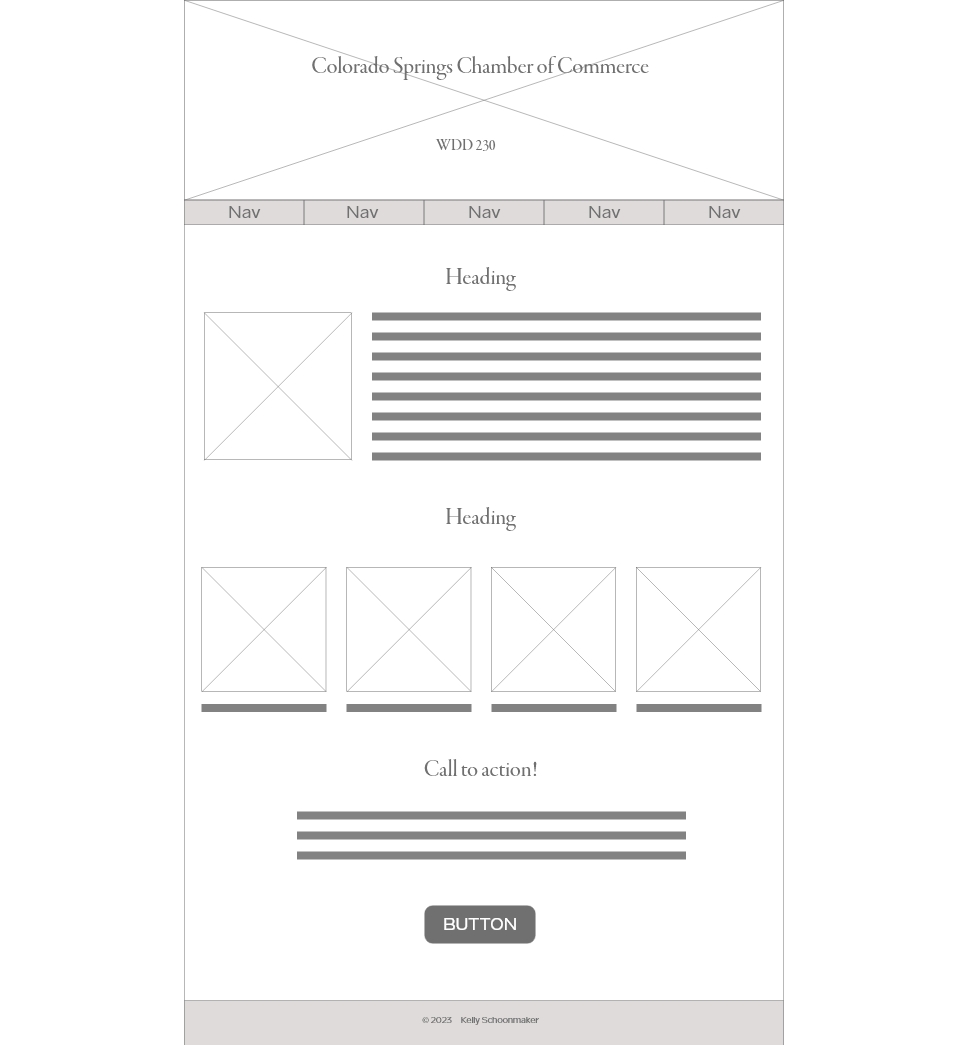 Colorado Springs Chamber of Commerce
WDD 230
Nav Nav Nav Nav Nav
Heading
Heading
Call to action!
BUTTON
© 2023 Kelly Schoonmaker